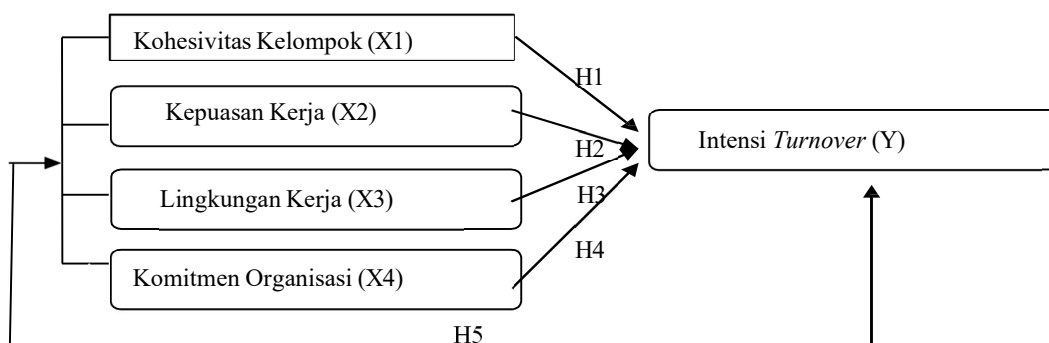 Kohesivitas Kelompok (X1)
H1
Kepuasan Kerja (X2)
Intensi Turnover (Y)
H2
Lingkungan Kerja (X3)
H3
H4
Komitmen Organisasi (X4)
H5